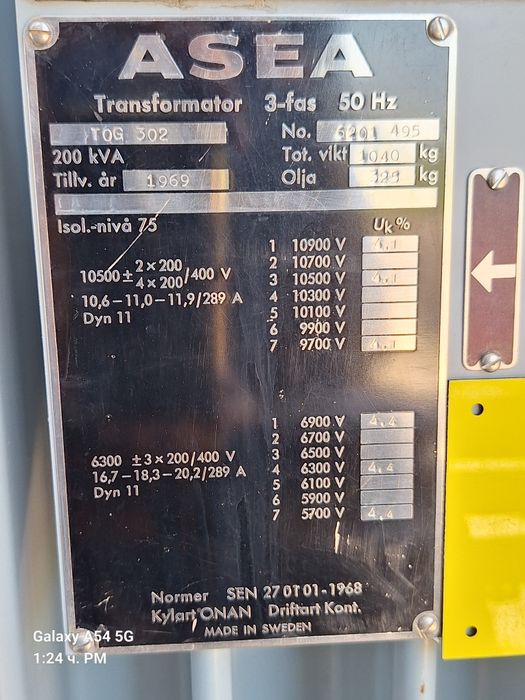 ASEA
Transformator 3-fas 50 Hz
TOG 302 No. 6201 495
200 kVA Tot. vikt 1040 kg
Tillv. år 1969 Olja kg
Isol.-nivå 75 Uk %
1 10900 V 4,1
2 10700 V
10500 ± 2 × 200 / 4 × 200 /400 V 3 10500 V 4,1
4 10300 V
10,6–11,0–11,9/289 A 5 10100 V
Dyn 11 6 9900 V
7 9700 V 4,1
1 6900 V 4,4
2 6700 V
6300 ±3×200/400 V 3 6500 V
16,7–18,3–20,2/289 A 4 6300 V 4,4
Dyn 11 5 6100 V
6 5900 V
7 5700 V 4,4
Normer SEN 27 01 01-1968
Kylart ONAN Driftart Kont.
MADE IN SWEDEN
Galaxy A54 5G
1:24 ч. PM